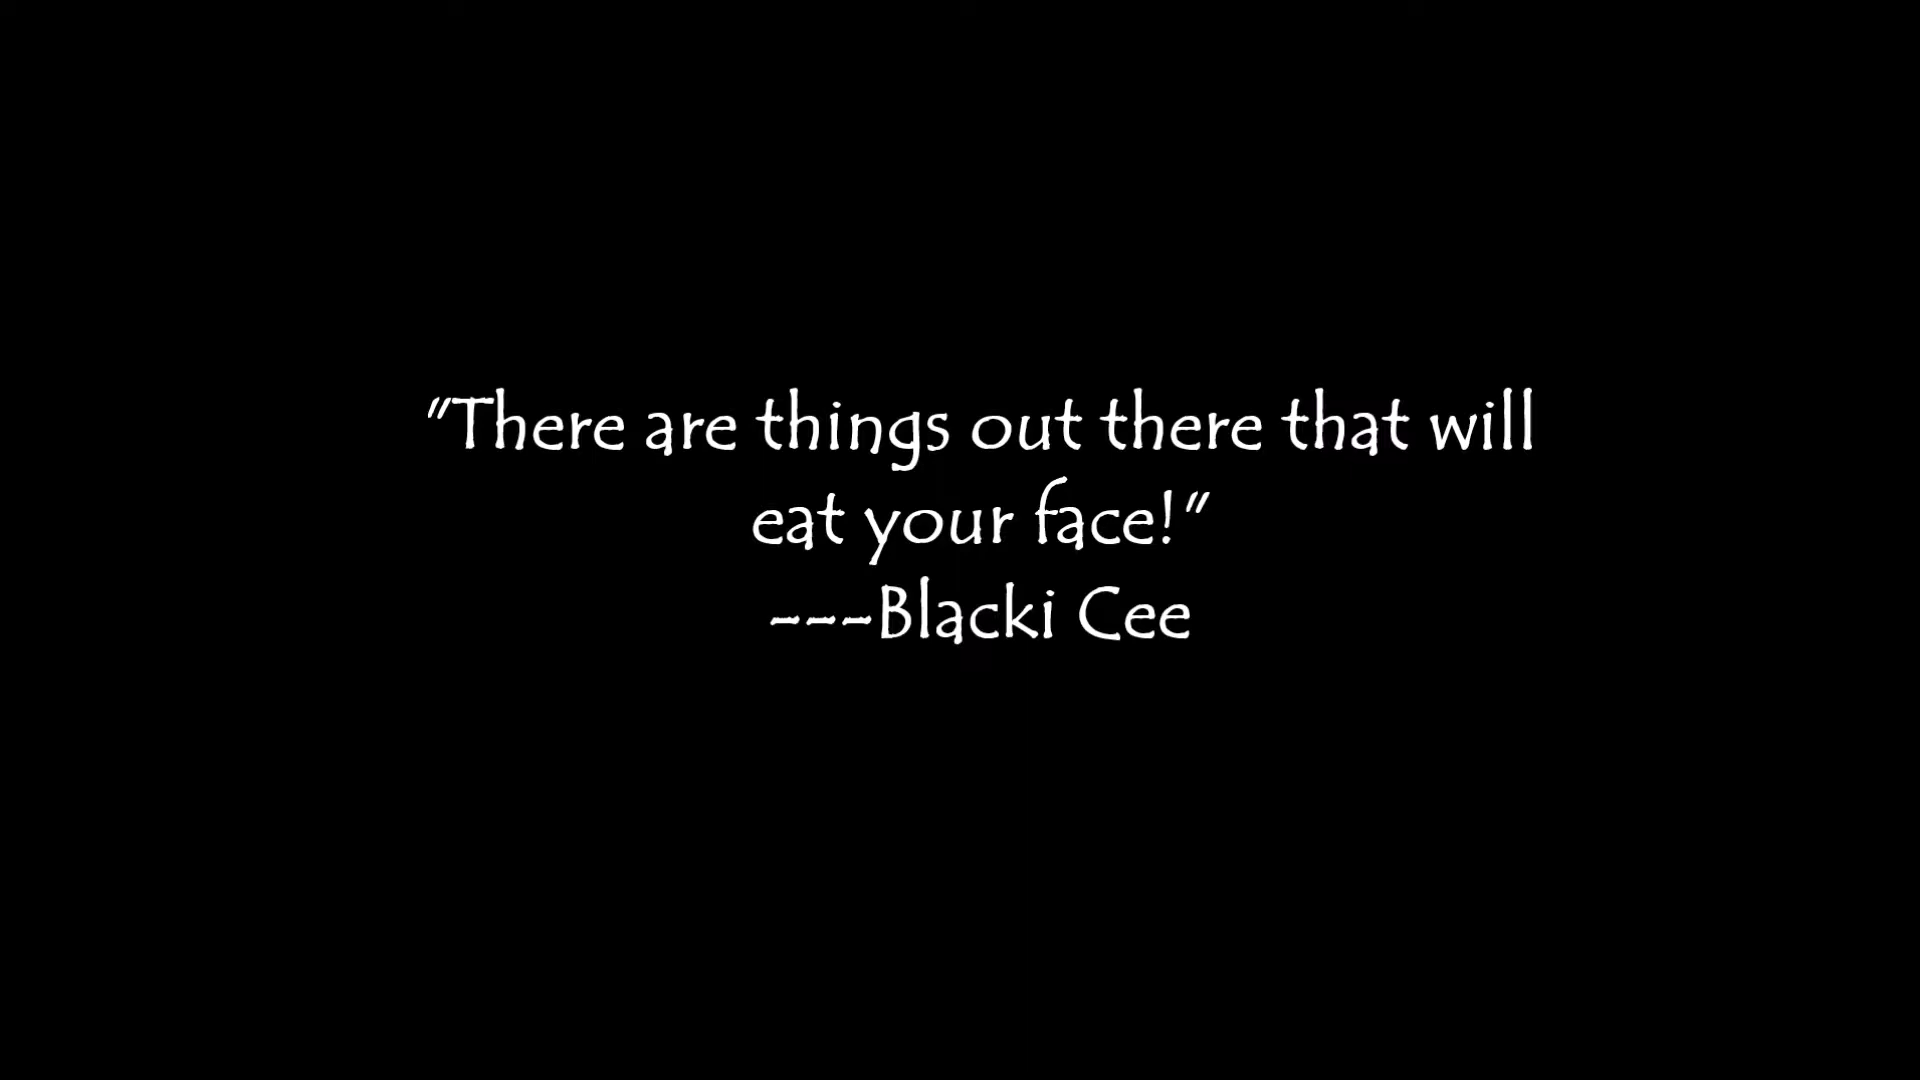 "There are things out there that will
eat your face!"
---Blacki Cee